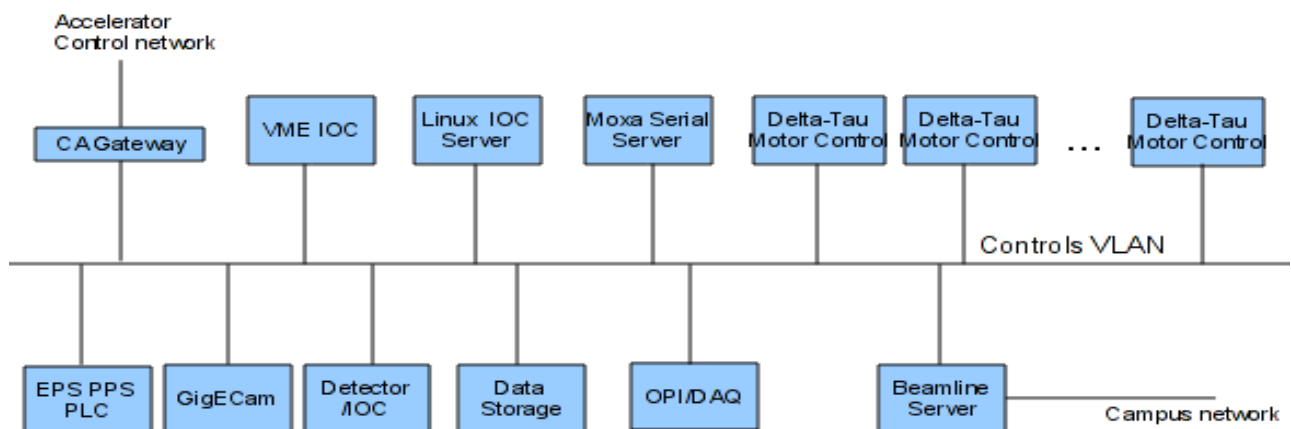 Accelerator
Control network
CA Gateway
VME IOC
Linux IOC
Server
Moxa Serial
Server
Delta-Tau
Motor Control
Delta-Tau
Motor Control
...
Delta-Tau
Motor Control
Controls VLAN
EPS PPS
PLC
GigECam
Detector
/IOC
Data
Storage
OPI/DAQ
Beamline
Server
Campus network